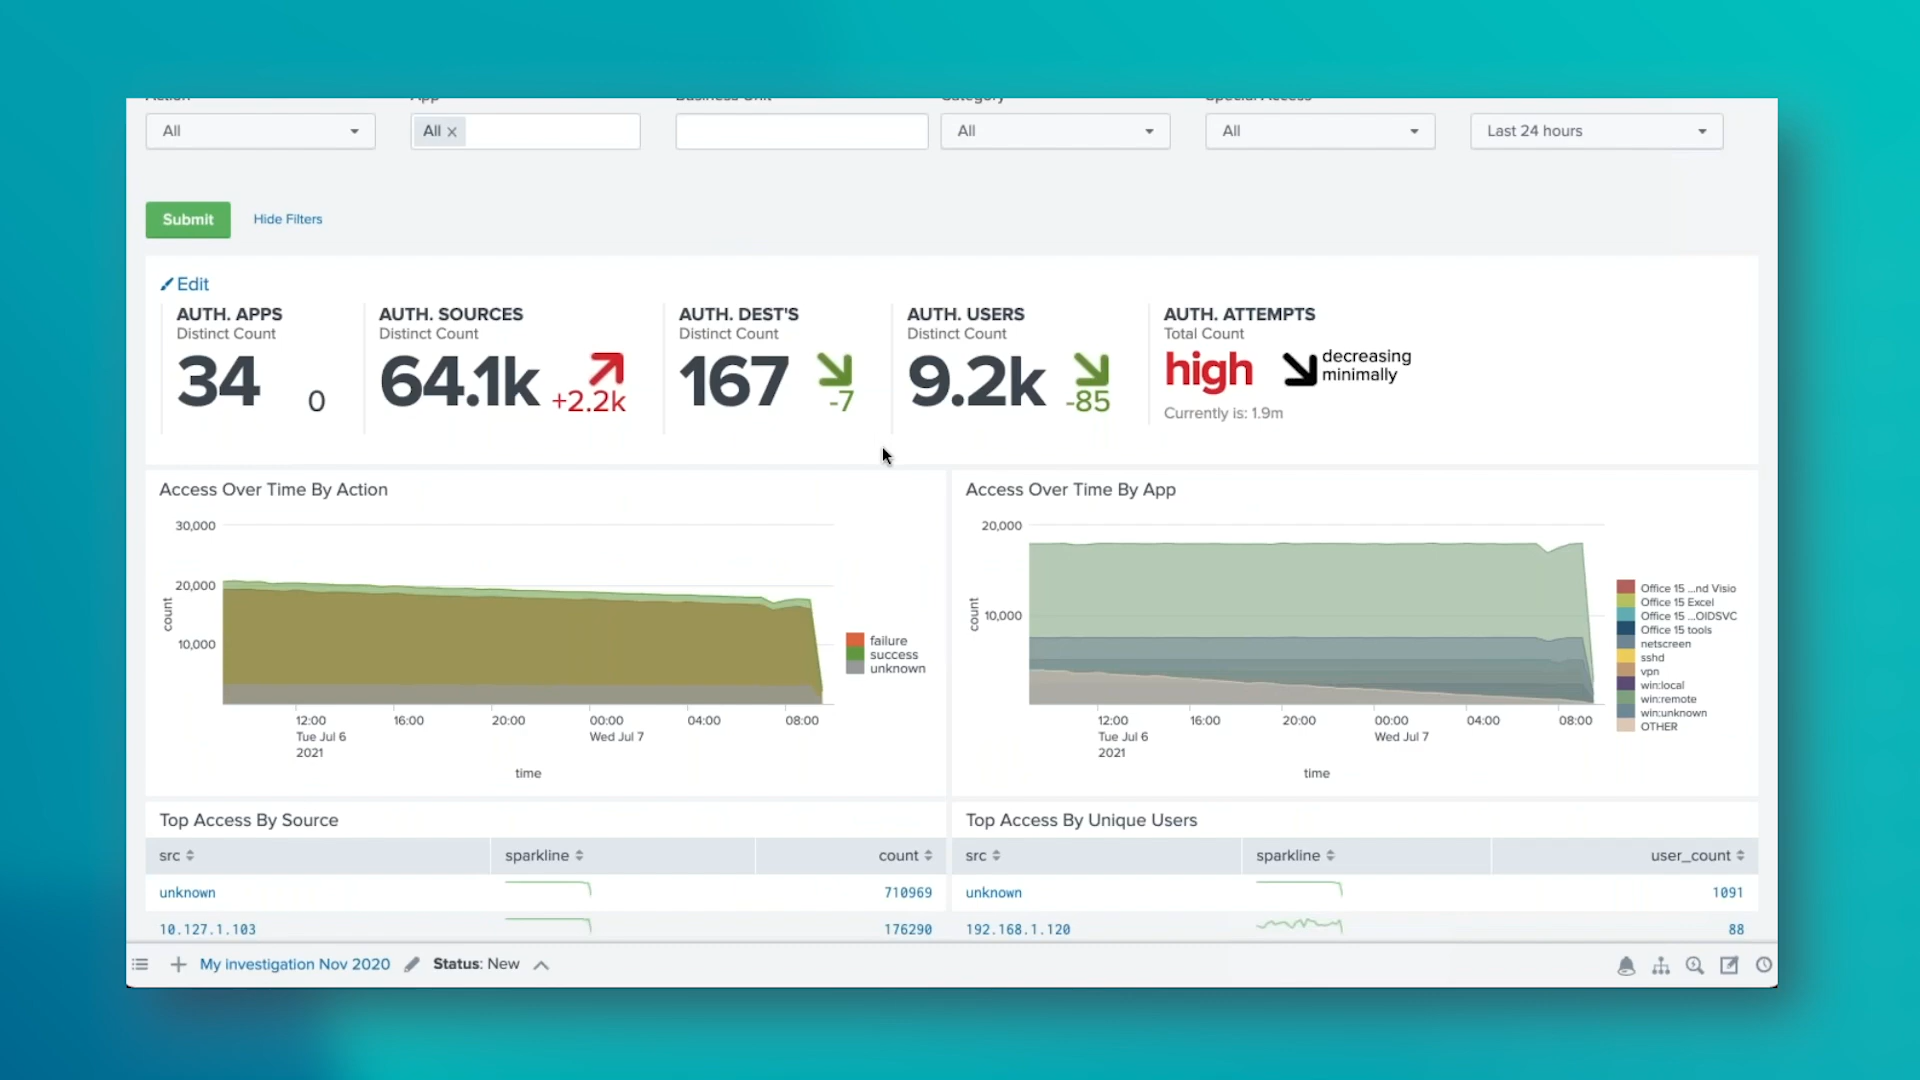 Action App Business Unit Category Special Access
All All × All All Last 24 hours
Submit Hide Filters
Edit
AUTH. APPS AUTH. SOURCES AUTH. DEST'S AUTH. USERS AUTH. ATTEMPTS
Distinct Count Distinct Count Distinct Count Distinct Count Total Count
34 0 64.1k +2.2k 167 -7 9.2k -85 high decreasing
minimally
Currently is: 1.9m
Access Over Time By Action
30,000
20,000
10,000
count
failure
success
unknown
12:00 16:00 20:00 00:00 04:00 08:00
Tue Jul 6 Wed Jul 7
2021
time
Access Over Time By App
20,000
10,000
count
Office 15 ...nd Visio
Office 15 Excel
Office 15 ...OIDSVC
Office 15 tools
netscreen
sshd
vpn
win:local
win:remote
win:unknown
OTHER
12:00 16:00 20:00 00:00 04:00 08:00
Tue Jul 6 Wed Jul 7
2021
time
Top Access By Source
src sparkline count
unknown 710969
10.127.1.103 176290
Top Access By Unique Users
src sparkline user_count
unknown 1091
192.168.1.120 88
My investigation Nov 2020 Status: New